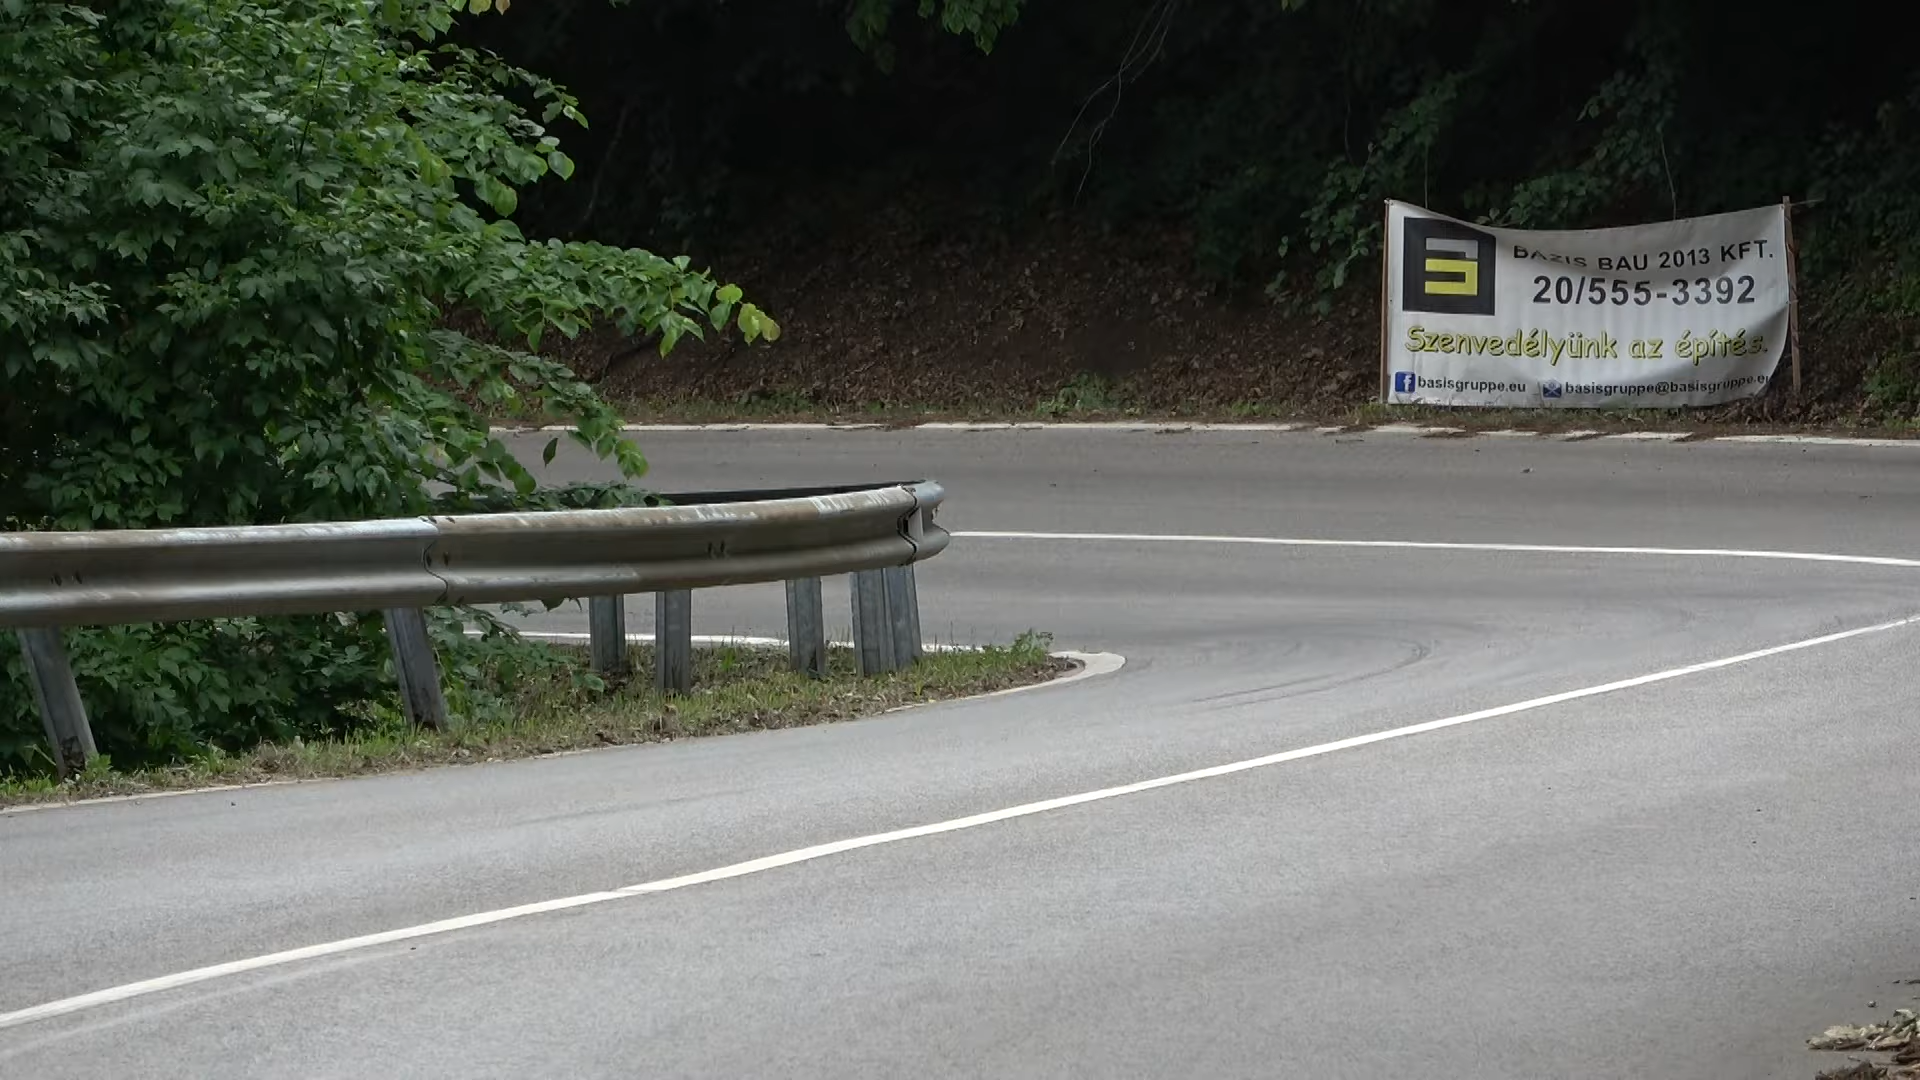 BAZIS BAU 2013 KFT.
20/555-3392
Szenvedélyünk az építés.
basisgruppe.eu
basisgruppe@basisgruppe.eu